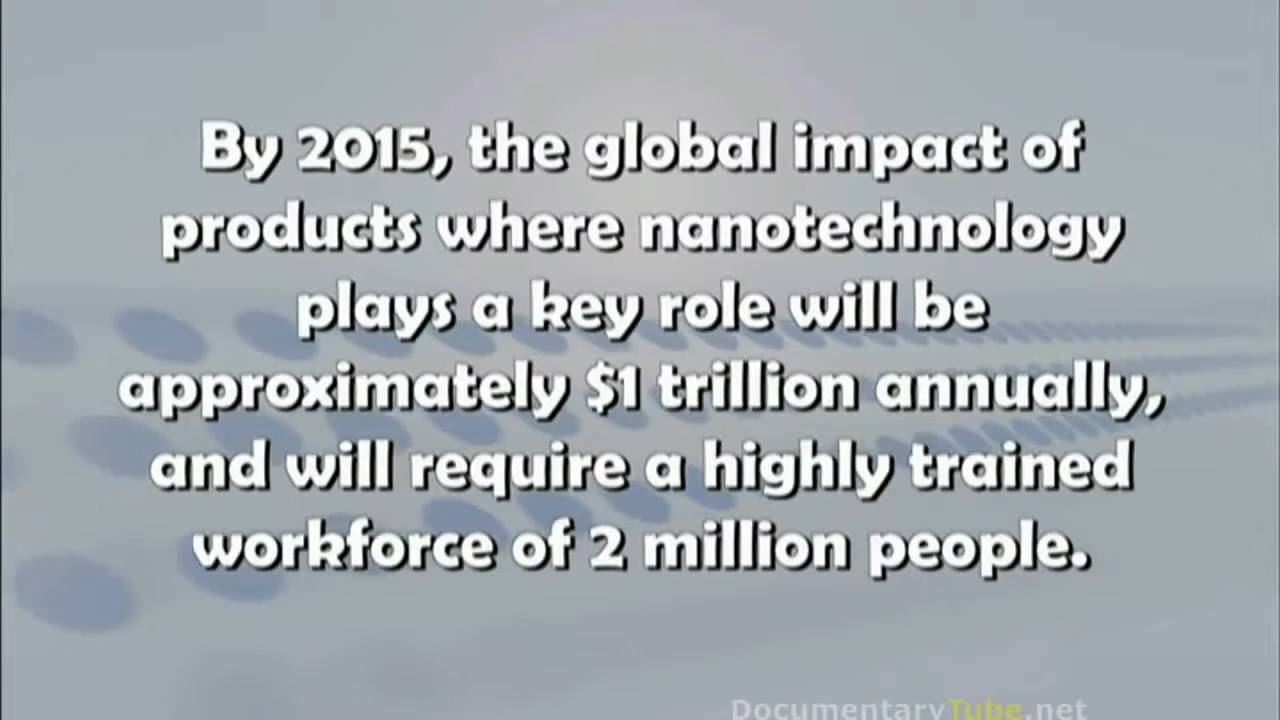 By 2015, the global impact of
products where nanotechnology
plays a key role will be
approximately $1 trillion annually,
and will require a highly trained
workforce of 2 million people.
DocumentaryTube.net